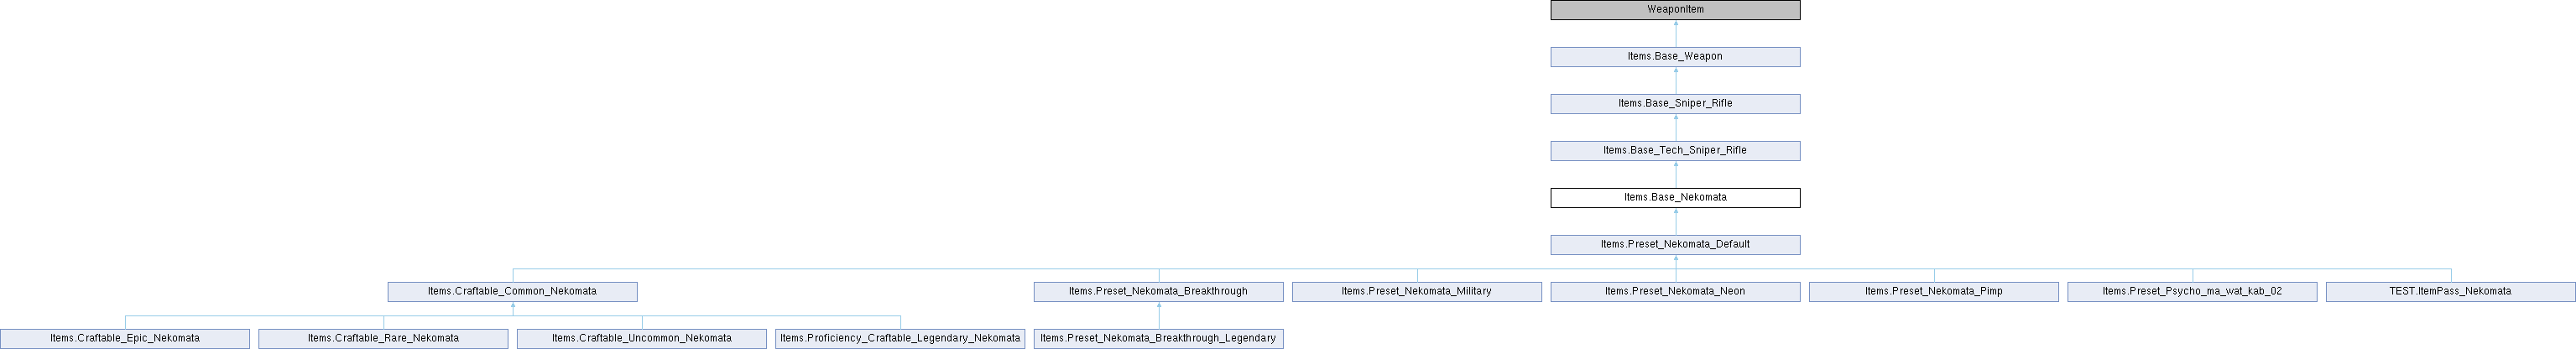 WeaponItem
Items.Base_Weapon
Items.Base_Sniper_Rifle
Items.Base_Tech_Sniper_Rifle
Items.Base_Nekomata
Items.Preset_Nekomata_Default
Items.Craftable_Common_Nekomata
Items.Preset_Nekomata_Breakthrough
Items.Preset_Nekomata_Military
Items.Preset_Nekomata_Neon
Items.Preset_Nekomata_Pimp
Items.Preset_Psycho_ma_wat_kab_02
TEST.ItemPass_Nekomata
Items.Craftable_Epic_Nekomata
Items.Craftable_Rare_Nekomata
Items.Craftable_Uncommon_Nekomata
Items.Proficiency_Craftable_Legendary_Nekomata
Items.Preset_Nekomata_Breakthrough_Legendary